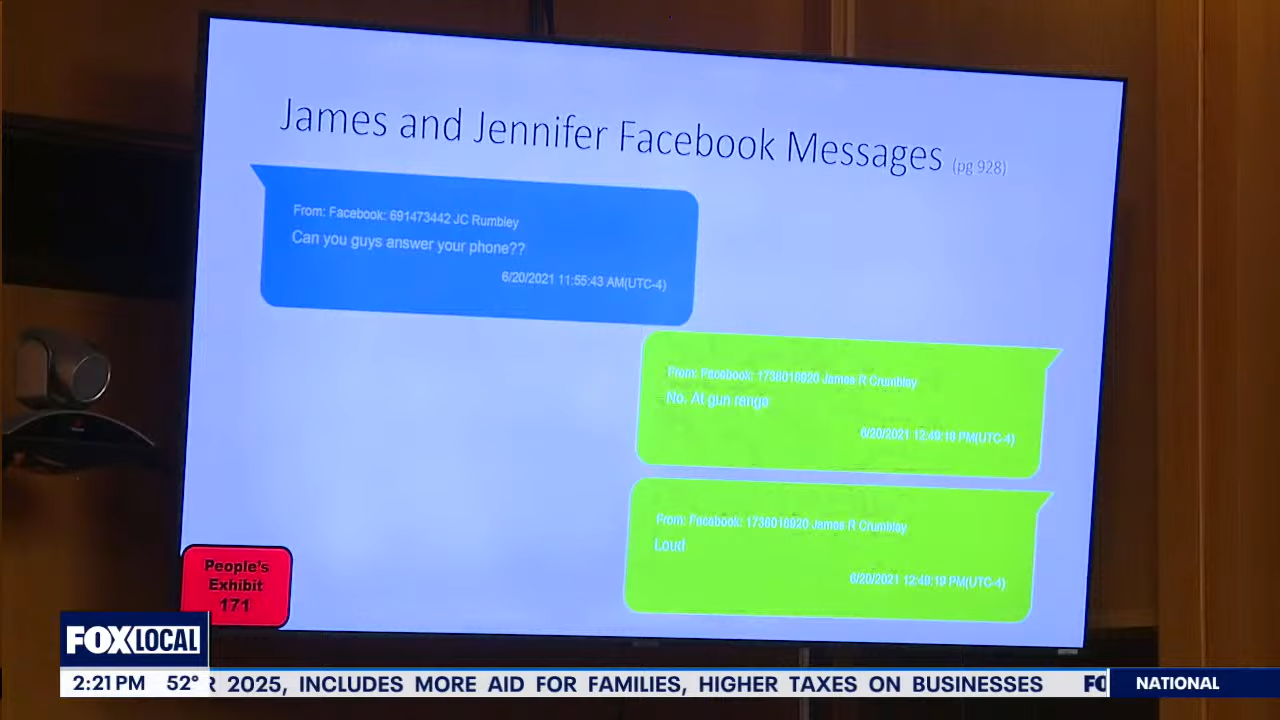 James and Jennifer Facebook Messages (pg 928)
From: Facebook: 691473442 JC Rumbley
Can you guys answer your phone??
6/20/2021 11:55:43 AM(UTC-4)
From: Facebook: 1736016920 James R Crumbley
No. At gun range
6/20/2021 12:49:18 PM(UTC-4)
From: Facebook: 1736016920 James R Crumbley
Loud
6/20/2021 12:49:19 PM(UTC-4)
People's
Exhibit
171
FOX LOCAL
2:21PM 52° R 2025, INCLUDES MORE AID FOR FAMILIES, HIGHER TAXES ON BUSINESSES FO NATIONAL